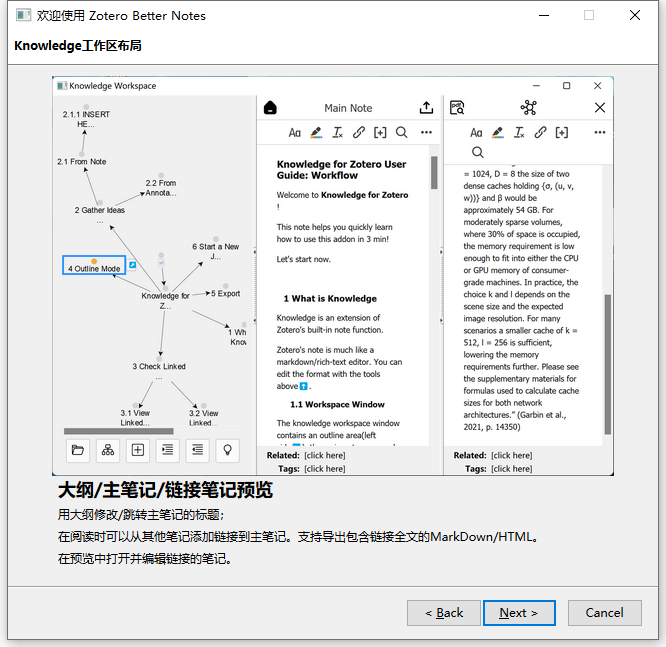 欢迎使用 Zotero Better Notes
Knowledge工作区布局
Knowledge Workspace
2.1.1 INSERT
HE...
2.1 From Note
2.2 From
Annota...
2 Gather Ideas
...
6 Start a New
J...
4 Outline Mode
Knowledge for
Z...
5 Export
1 Wh
Know
3 Check Linked
...
3.1 View
Linked...
3.2 View
Linked...
Main Note
Knowledge for Zotero User
Guide: Workflow
Welcome to Knowledge for Zotero
!
This note helps you quickly learn
how to use this addon in 3 min!
Let's start now.
1 What is Knowledge
Knowledge is an extension of
Zotero's built-in note function.
Zotero's note is much like a
markdown/rich-text editor. You can
edit the format with the tools
above⬆.
1.1 Workspace Window
The knowledge workspace window
contains an outline area(left
Related: [click here]
Tags: [click here]
= 1024, D = 8 the size of two
dense caches holding {σ, (u, v,
w))} and β would be
approximately 54 GB. For
moderately sparse volumes,
where 30% of space is occupied,
the memory requirement is low
enough to fit into either the CPU
or GPU memory of consumer-
grade machines. In practice, the
choice k and l depends on the
scene size and the expected
image resolution. For many
scenarios a smaller cache of k =
512, l = 256 is sufficient,
lowering the memory
requirements further. Please see
the supplementary materials for
formulas used to calculate cache
sizes for both network
architectures.” (Garbin et al.,
2021, p. 14350)
Related: [click here]
Tags: [click here]
大纲/主笔记/链接笔记预览
用大纲修改/跳转主笔记的标题；
在阅读时可以从其他笔记添加链接到主笔记。支持导出包含链接全文的MarkDown/HTML。
在预览中打开并编辑链接的笔记。
< Back
Next >
Cancel